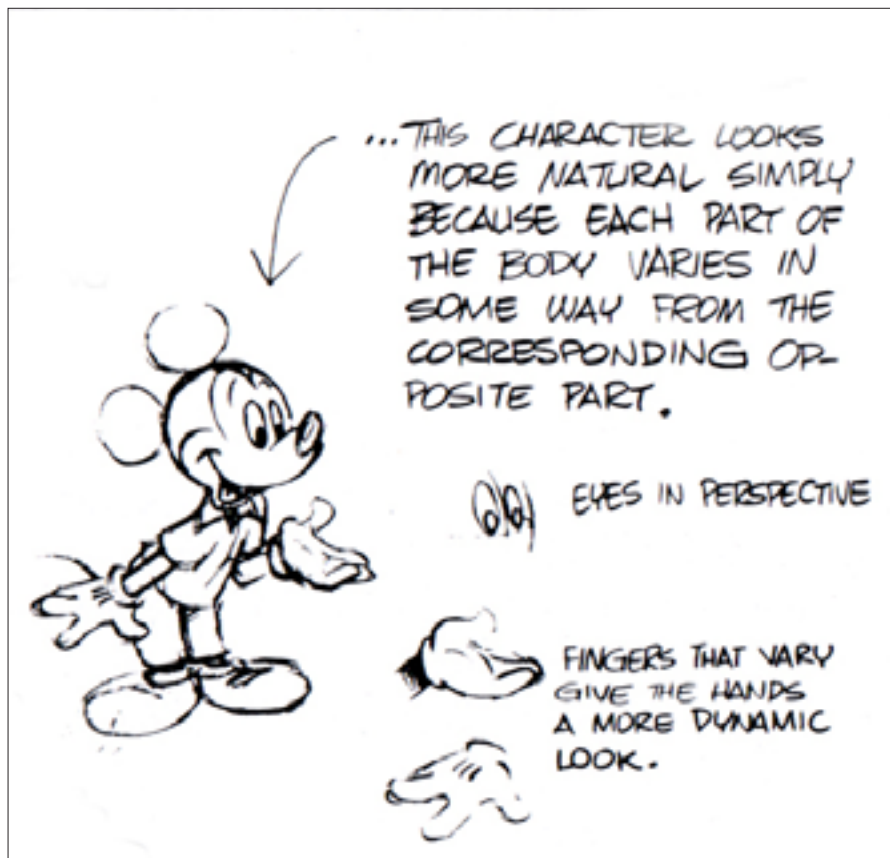 ...THIS CHARACTER LOOKS
MORE NATURAL SIMPLY
BECAUSE EACH PART OF
THE BODY VARIES IN
SOME WAY FROM THE
CORRESPONDING OP-
POSITE PART.
EYES IN PERSPECTIVE
FINGERS THAT VARY
GIVE THE HANDS
A MORE DYNAMIC
LOOK.